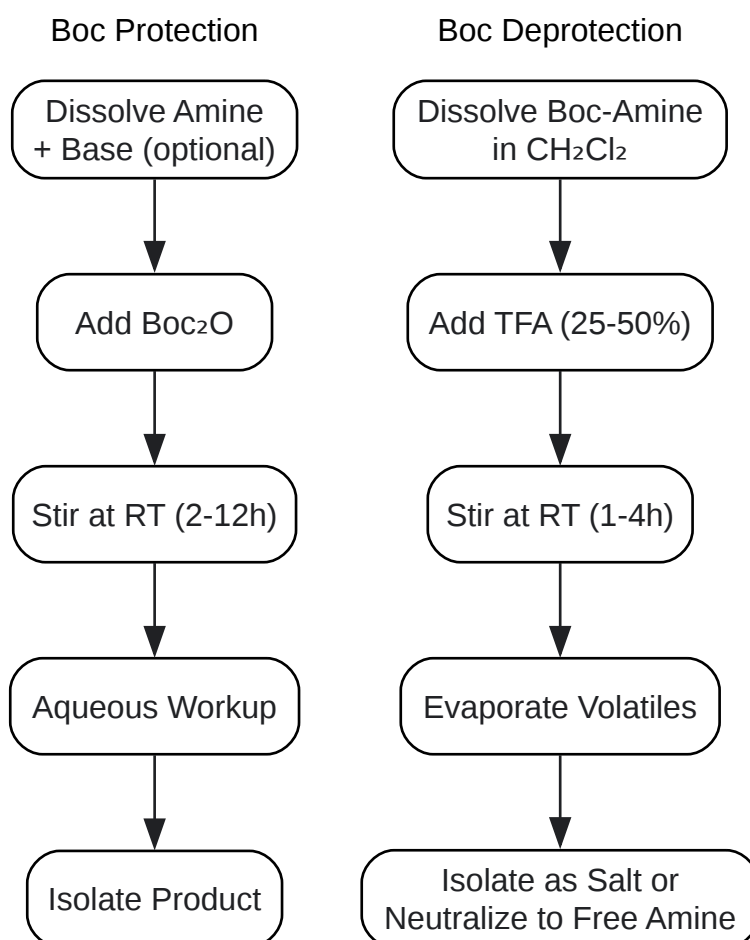 Boc Protection
Dissolve Amine
+ Base (optional)
Add Boc₂O
Stir at RT (2-12h)
Aqueous Workup
Isolate Product
Boc Deprotection
Dissolve Boc-Amine
in CH₂Cl₂
Add TFA (25-50%)
Stir at RT (1-4h)
Evaporate Volatiles
Isolate as Salt or
Neutralize to Free Amine